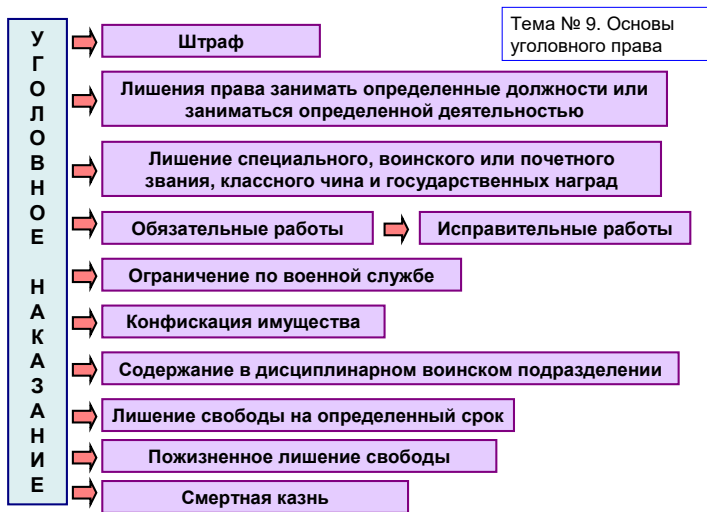 Тема № 9. Основы
уголовного права
УГОЛОВНОЕ НАКАЗАНИЕ
Штраф
Лишения права занимать определенные должности или
заниматься определенной деятельностью
Лишение специального, воинского или почетного
звания, классного чина и государственных наград
Обязательные работы
Исправительные работы
Ограничение по военной службе
Конфискация имущества
Содержание в дисциплинарном воинском подразделении
Лишение свободы на определенный срок
Пожизненное лишение свободы
Смертная казнь